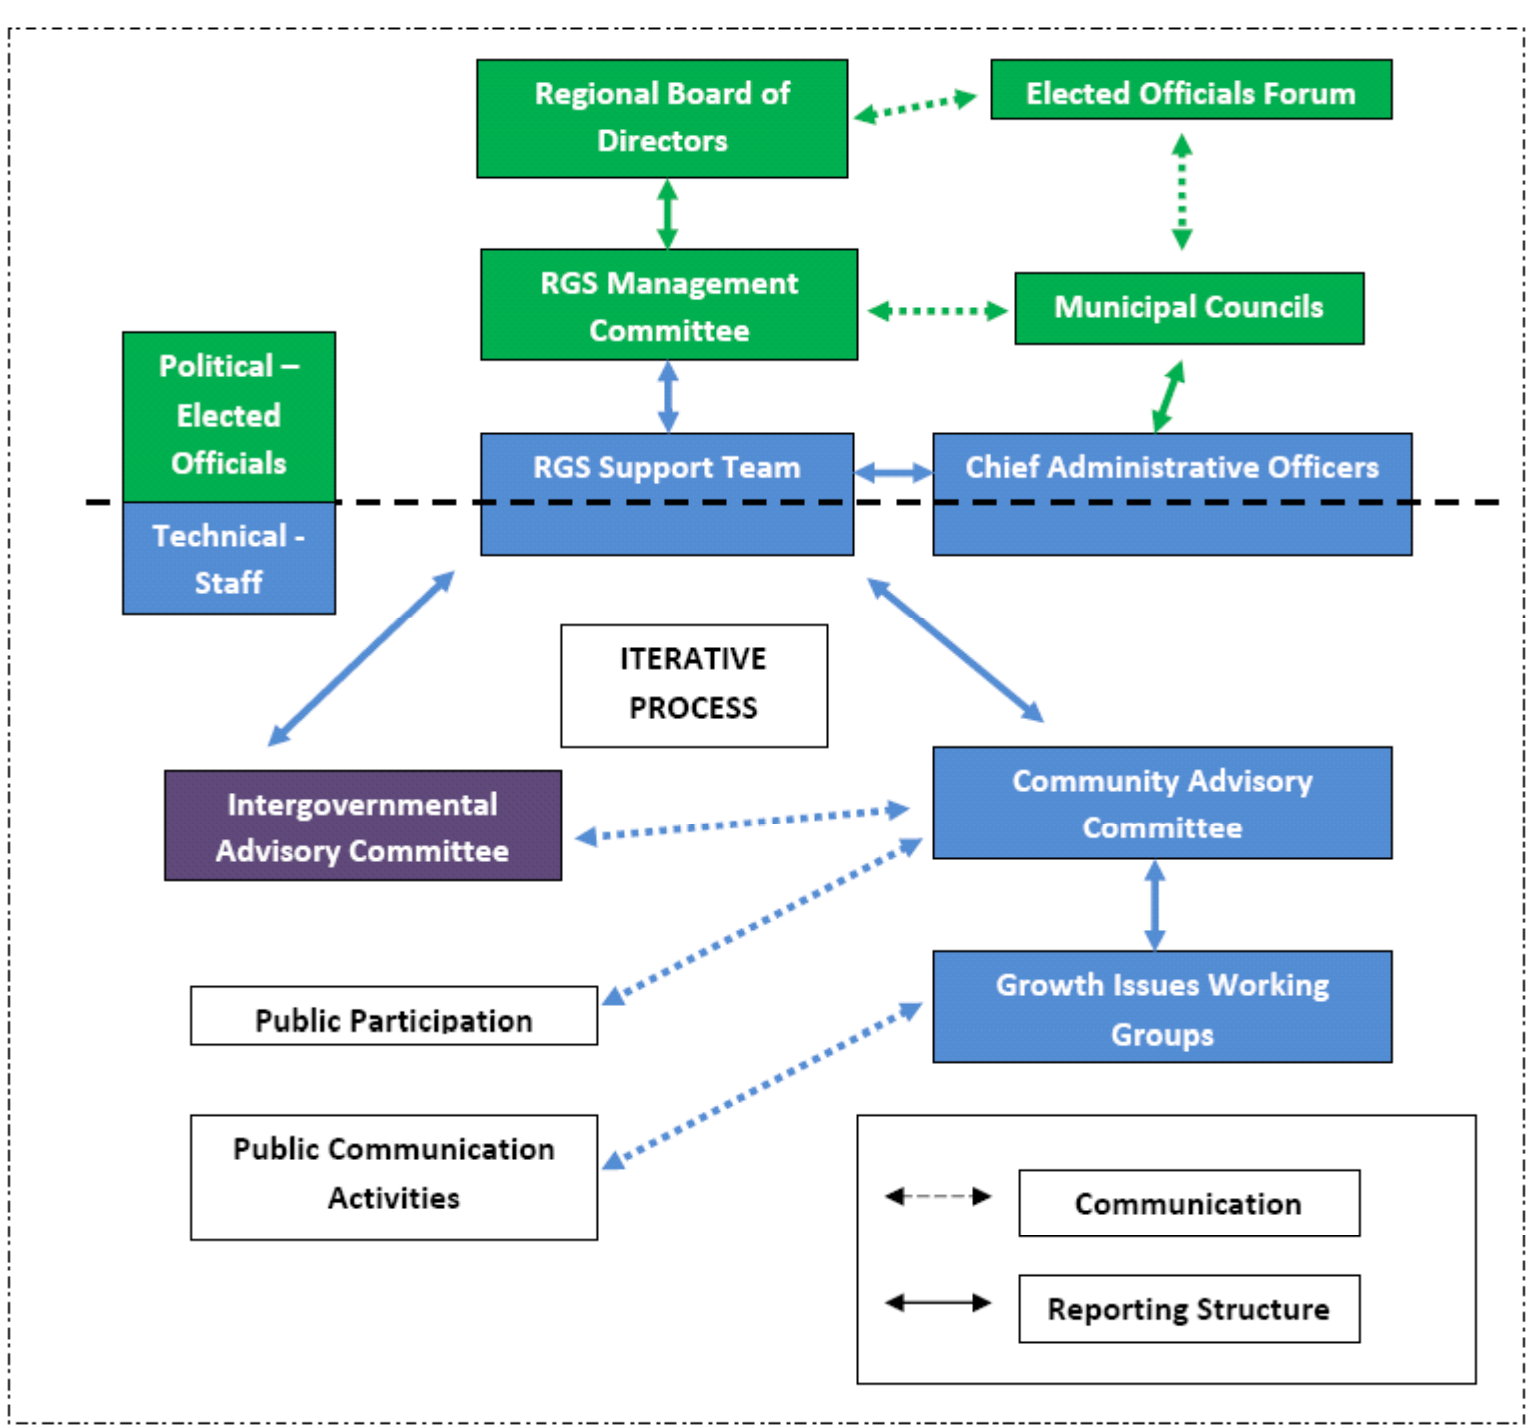 Regional Board of
Directors
Elected Officials Forum
RGS Management
Committee
Municipal Councils
Political –
Elected
Officials
Technical -
Staff
RGS Support Team
Chief Administrative Officers
ITERATIVE
PROCESS
Intergovernmental
Advisory Committee
Community Advisory
Committee
Public Participation
Growth Issues Working
Groups
Public Communication
Activities
Communication
Reporting Structure